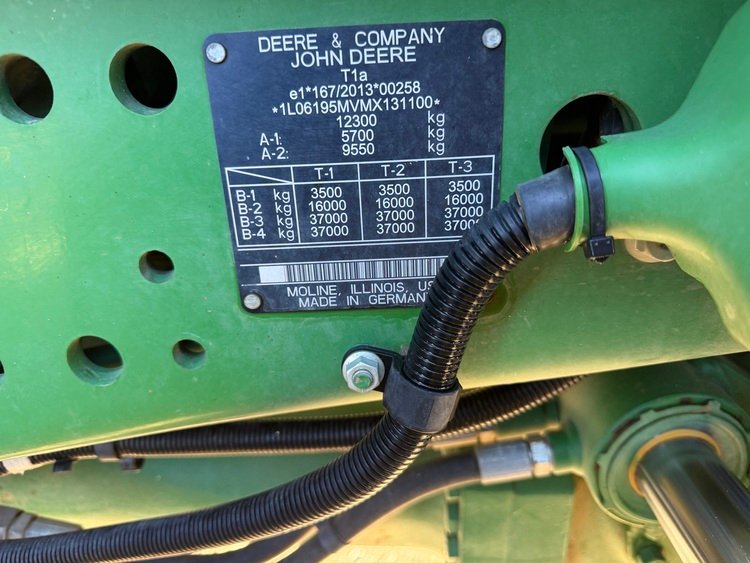 DEERE & COMPANY
JOHN DEERE
T1a
e1*167/2013*00258
*1L06195MVMX131100*
12300 kg
A-1: 5700 kg
A-2: 9550 kg
T-1 T-2 T-3
B-1 kg 3500 3500 3500
B-2 kg 16000 16000 16000
B-3 kg 37000 37000 37000
B-4 kg 37000 37000 37000
MOLINE, ILLINOIS,
MADE IN